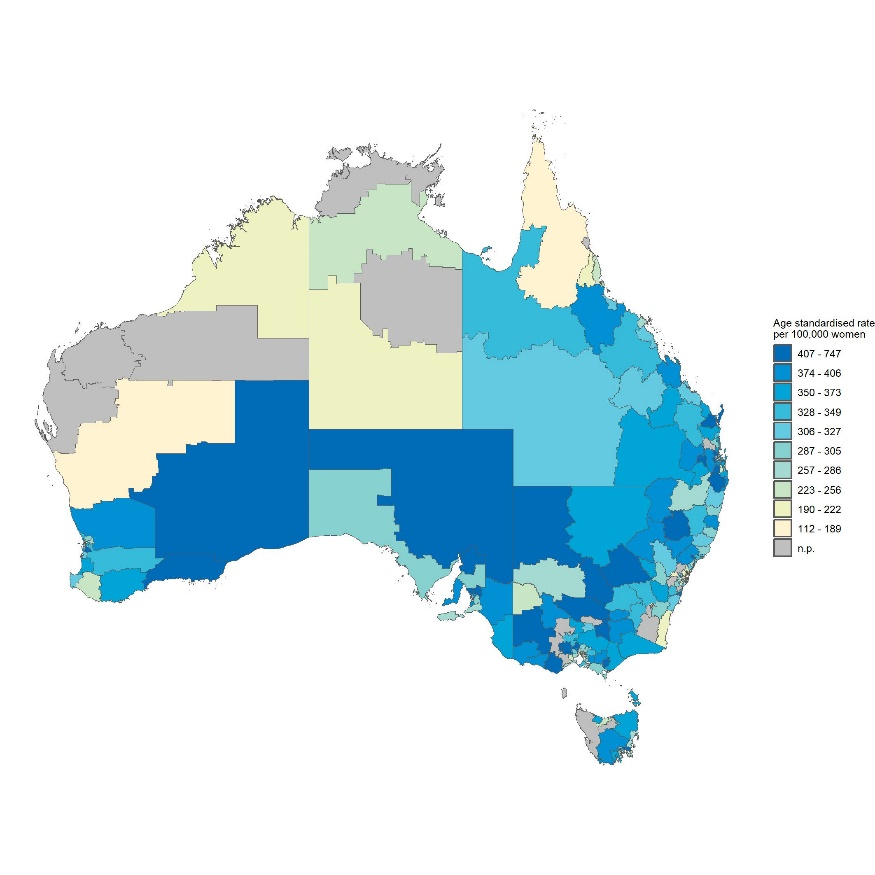 Age standardised rate
per 100,000 women
407 - 747
374 - 406
350 - 373
328 - 349
306 - 327
287 - 305
257 - 286
223 - 256
190 - 222
112 - 189
n.p.